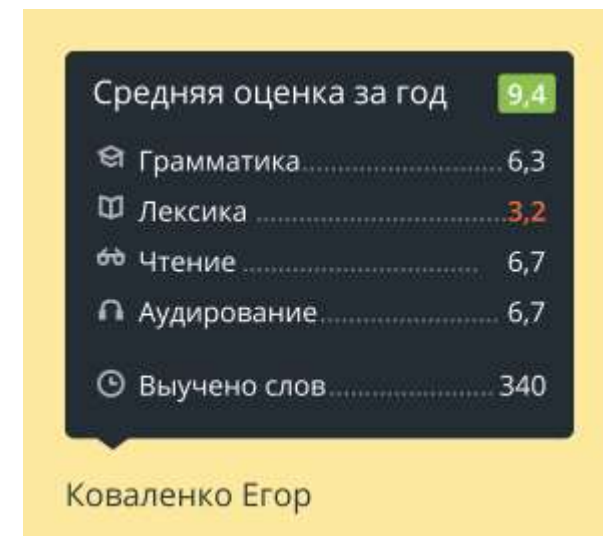 Средняя оценка за год 9,4
Грамматика 6,3
Лексика 3,2
Чтение 6,7
Аудирование 6,7
Выучено слов 340
Коваленко Егор